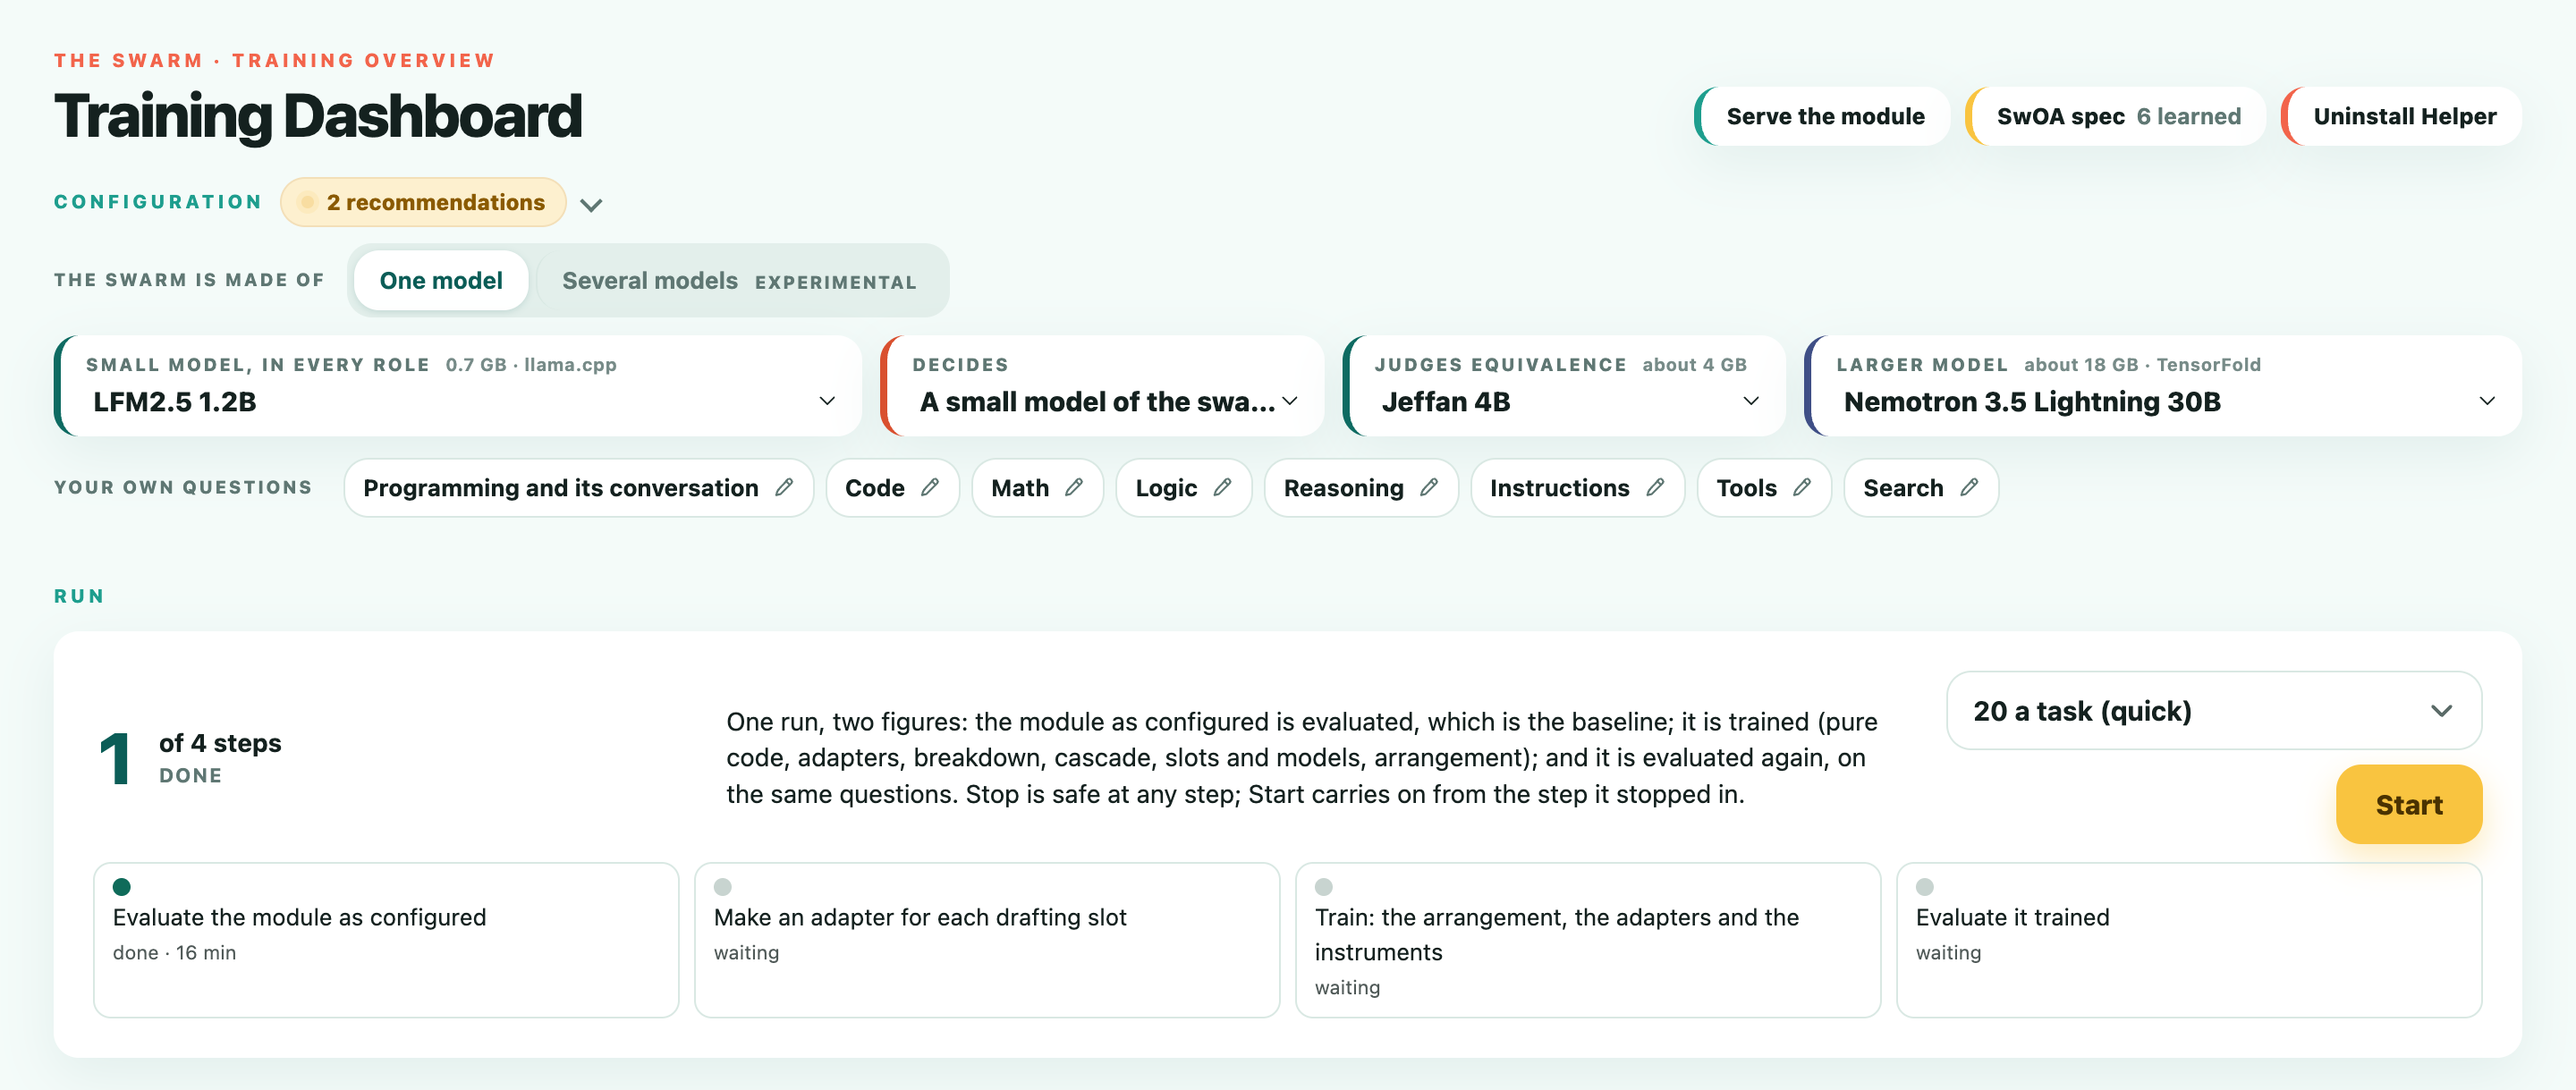 THE SWARM · TRAINING OVERVIEW
Training Dashboard
Serve the module
SwOA spec 6 learned
Uninstall Helper
CONFIGURATION
2 recommendations
THE SWARM IS MADE OF
One model
Several models EXPERIMENTAL
SMALL MODEL, IN EVERY ROLE 0.7 GB · llama.cpp
LFM2.5 1.2B
DECIDES
A small model of the swa...
JUDGES EQUIVALENCE about 4 GB
Jeffan 4B
LARGER MODEL about 18 GB · TensorFold
Nemotron 3.5 Lightning 30B
YOUR OWN QUESTIONS
Programming and its conversation
Code
Math
Logic
Reasoning
Instructions
Tools
Search
RUN
1 of 4 steps
DONE
One run, two figures: the module as configured is evaluated, which is the baseline; it is trained (pure
code, adapters, breakdown, cascade, slots and models, arrangement); and it is evaluated again, on
the same questions. Stop is safe at any step; Start carries on from the step it stopped in.
20 a task (quick)
Start
Evaluate the module as configured
done · 16 min
Make an adapter for each drafting slot
waiting
Train: the arrangement, the adapters and the
instruments
waiting
Evaluate it trained
waiting